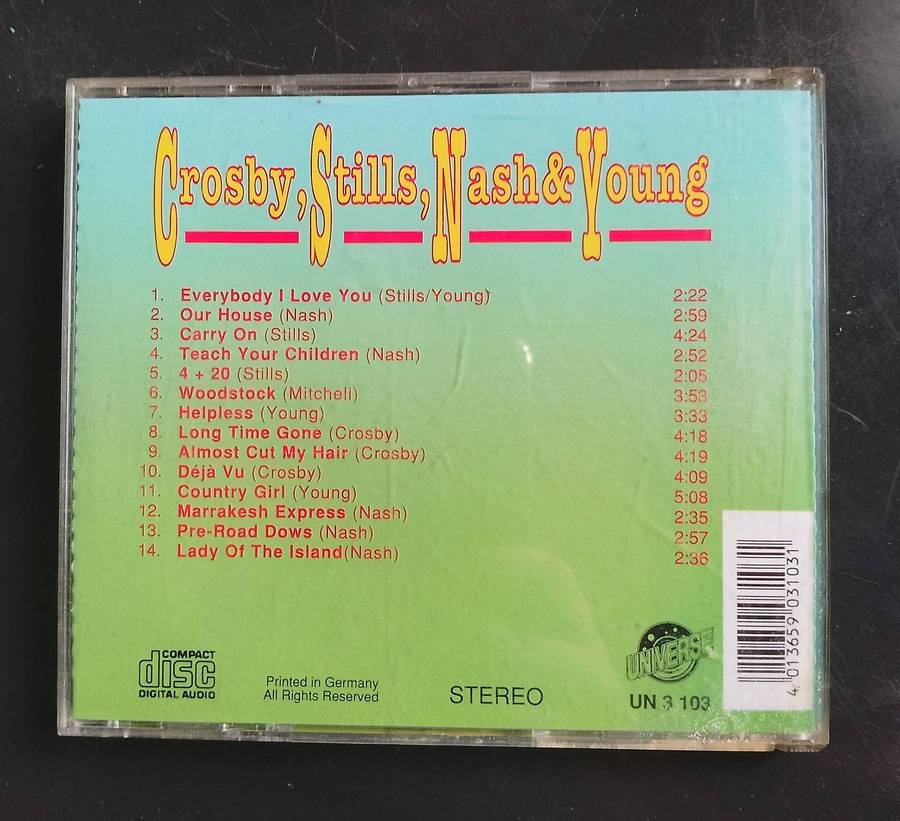 Crosby, Stills, Nash & Young
1. Everybody I Love You (Stills/Young) 2:22
2. Our House (Nash) 2:59
3. Carry On (Stills) 4:24
4. Teach Your Children (Nash) 2:52
5. 4 + 20 (Stills) 2:05
6. Woodstock (Mitchell) 3:53
7. Helpless (Young) 3:33
8. Long Time Gone (Crosby) 4:18
9. Almost Cut My Hair (Crosby) 4:19
10. Déjà Vu (Crosby) 4:09
11. Country Girl (Young) 5:08
12. Marrakesh Express (Nash) 2:35
13. Pre-Road Dows (Nash) 2:57
14. Lady Of The Island(Nash) 2:36
COMPACT
disc
DIGITAL AUDIO
Printed in Germany
All Rights Reserved
STEREO
UNIVERSE
UN 3 103
4 013659 031031